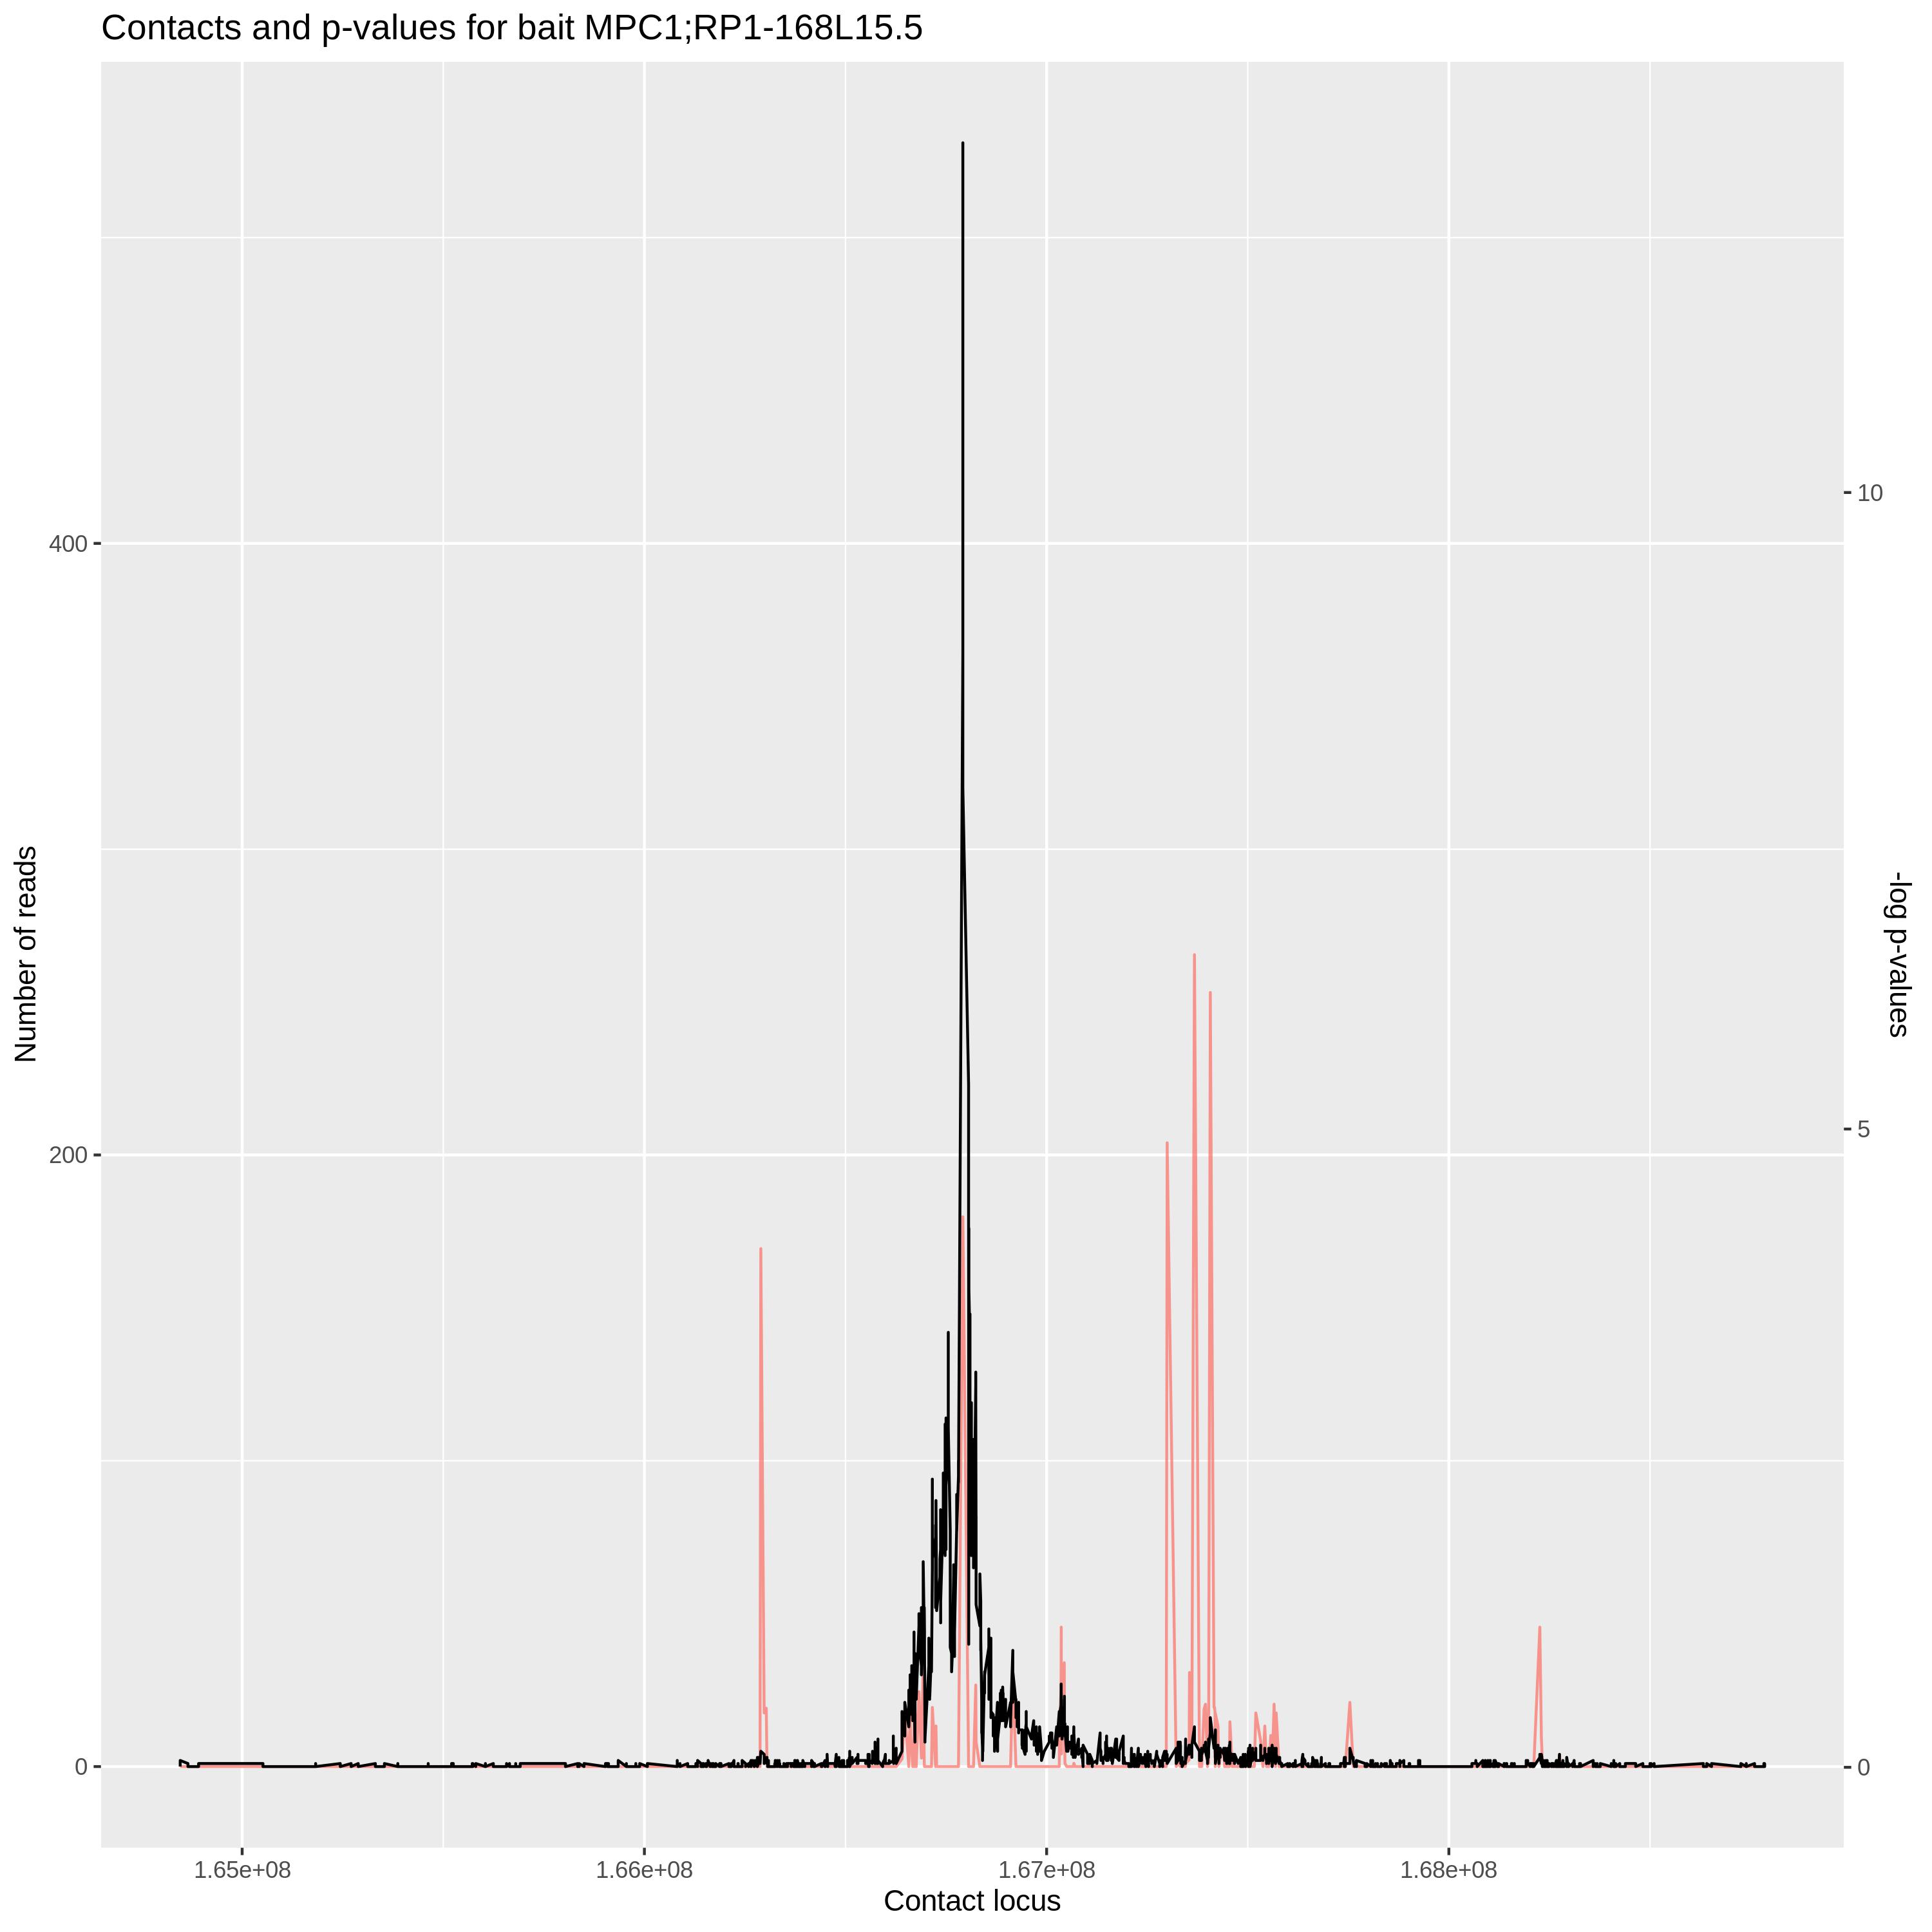 Contacts and p-values for bait MPC1;RP1-168L15.5
Number of reads
400
200
0
10
5
0
-log p-values
1.65e+08 1.66e+08 1.67e+08 1.68e+08
Contact locus